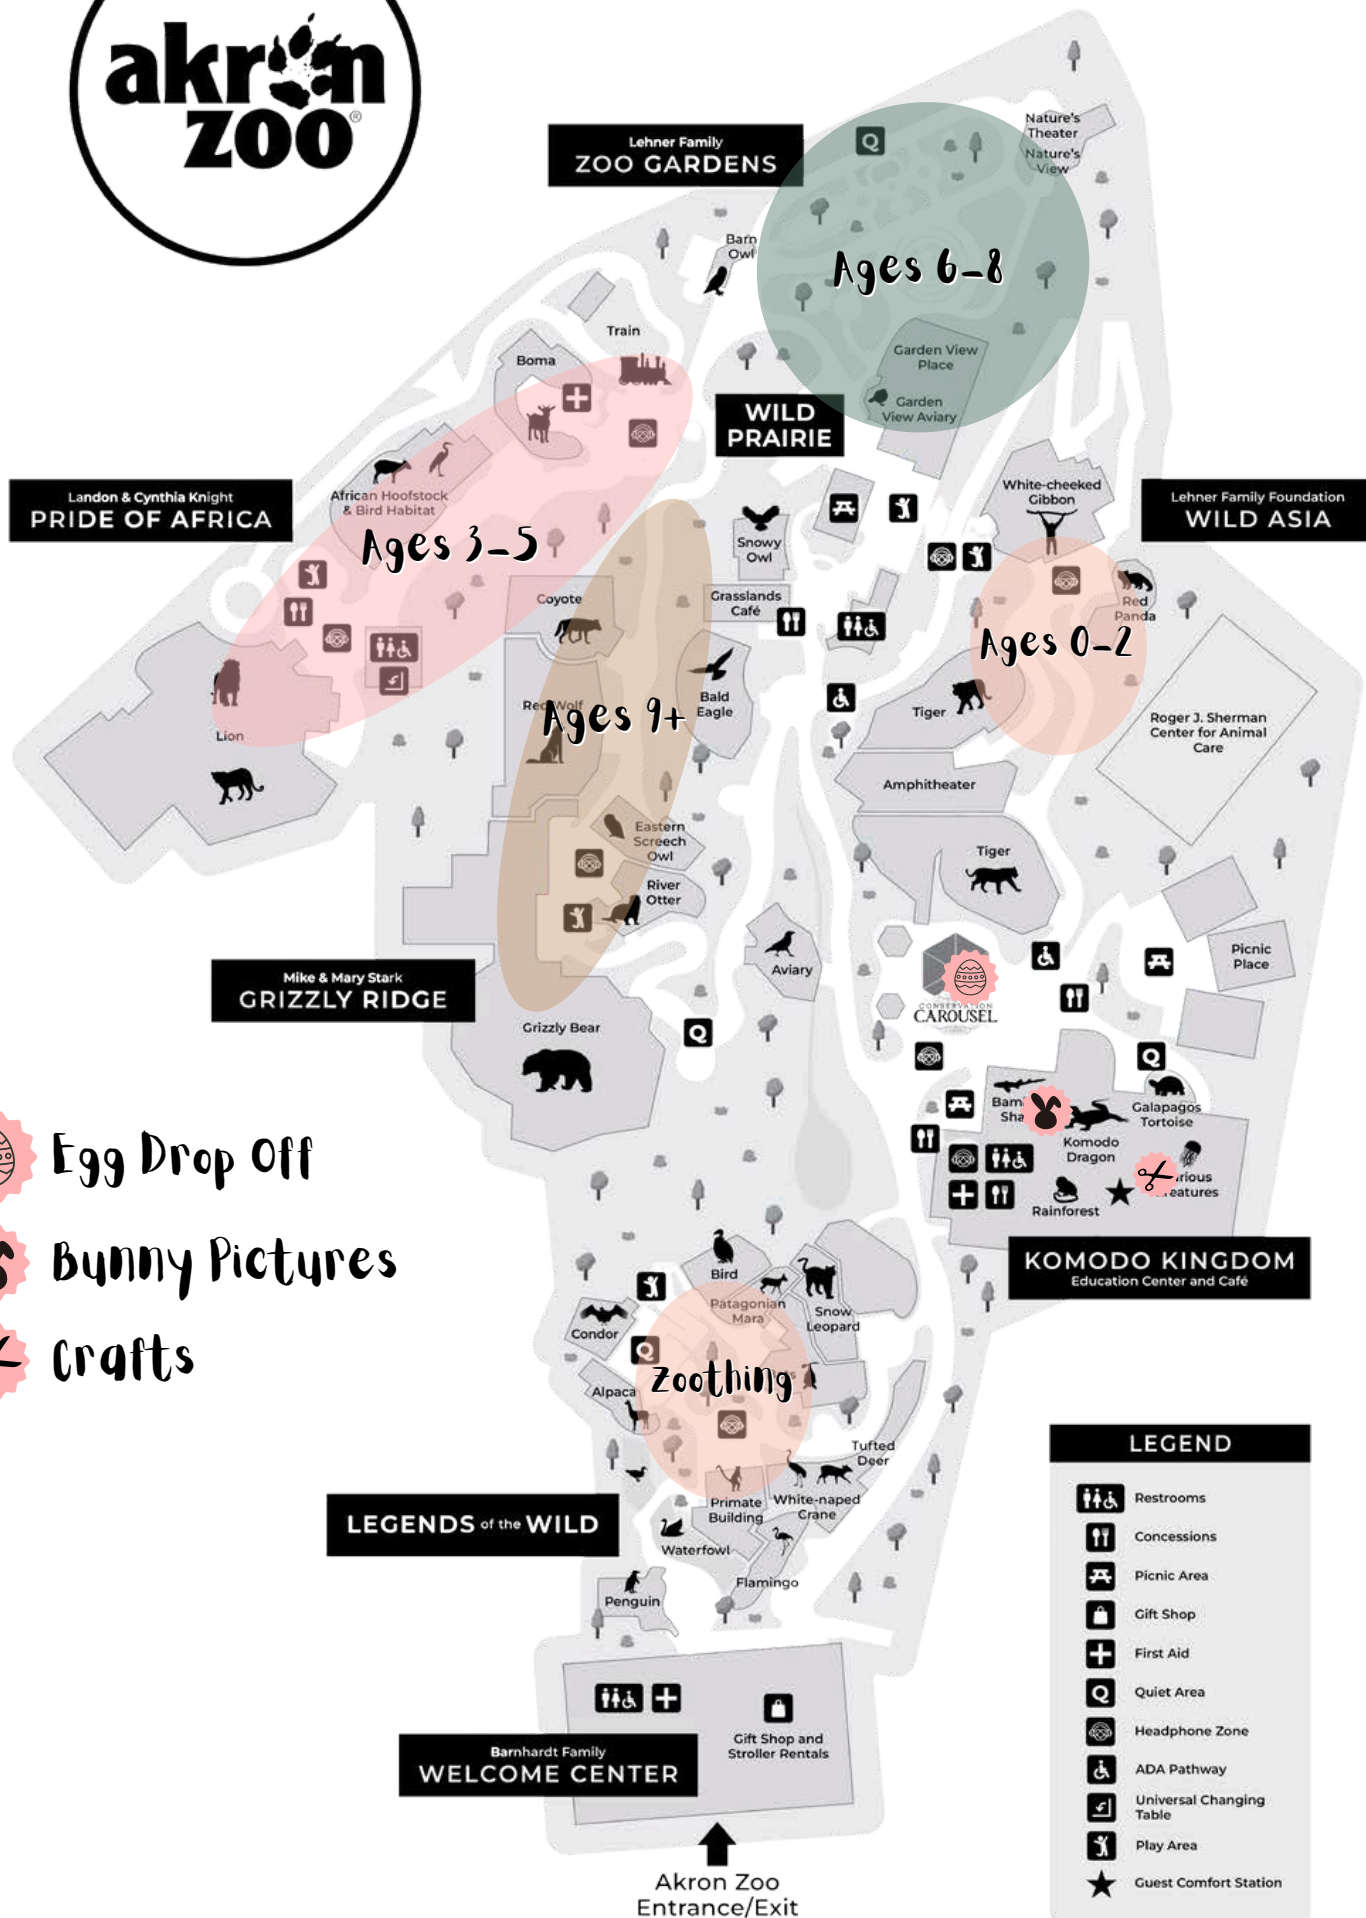 akron
ZOO®
Lehner Family
ZOO GARDENS
Nature's
Theater
Nature's
View
Q
Barn
Owl
Ages 6-8
Train
Boma
Garden View
Place
Garden
View Aviary
WILD
PRAIRIE
Landon & Cynthia Knight
PRIDE OF AFRICA
African Hoofstock
& Bird Habitat
Ages 3-5
White-cheeked
Gibbon
Lehner Family Foundation
WILD ASIA
Snowy
Owl
Coyote
Grasslands
Café
Red
Panda
Ages 0-2
Lion
Red Wolf
Ages 9+
Bald
Eagle
Tiger
Roger J. Sherman
Center for Animal
Care
Amphitheater
Eastern
Screech
Owl
River
Otter
Tiger
Aviary
Picnic
Place
Mike & Mary Stark
GRIZZLY RIDGE
CONSERVATION
CAROUSEL
Grizzly Bear
Q
Q
Bam
Sha
Galapagos
Tortoise
Komodo
Dragon
rious
eatures
Rainforest
Egg Drop Off
Bunny Pictures
Crafts
KOMODO KINGDOM
Education Center and Café
Bird
Patagonian
Mara
Snow
Leopard
Condor
Q
Zoothing
Alpaca
Tufted
Deer
Primate
Building
White-naped
Crane
LEGENDS of the WILD
Waterfowl
Flamingo
Penguin
Gift Shop and
Stroller Rentals
Barnhardt Family
WELCOME CENTER
Akron Zoo
Entrance/Exit
LEGEND
Restrooms
Concessions
Picnic Area
Gift Shop
First Aid
Q Quiet Area
Headphone Zone
ADA Pathway
Universal Changing
Table
Play Area
Guest Comfort Station